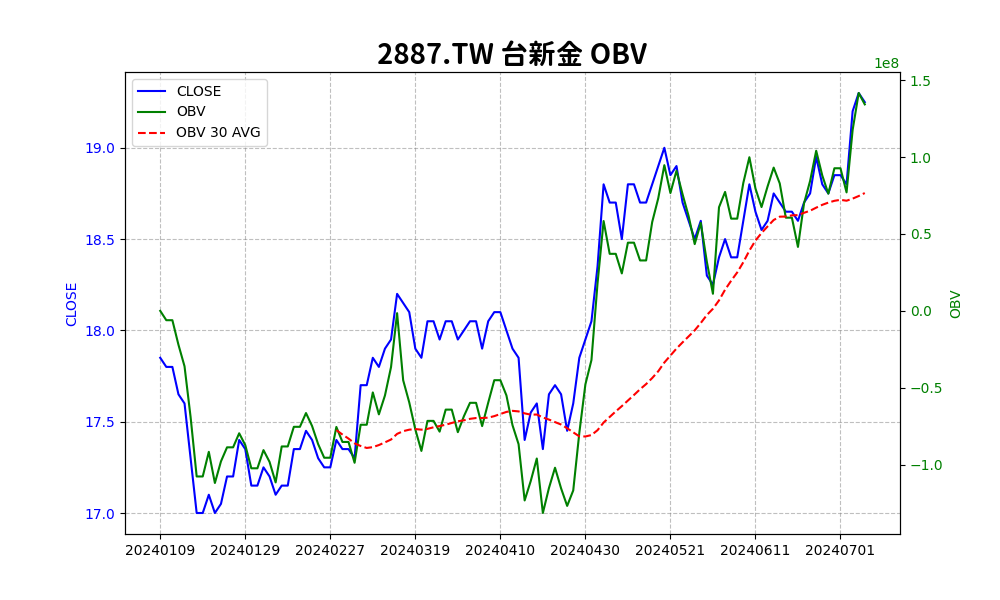 2887.TW 台新金 OBV
1e8
CLOSE
OBV
OBV 30 AVG
19.0
18.5
18.0
17.5
17.0
CLOSE
1.5
1.0
0.5
0.0
−0.5
−1.0
OBV
20240109 20240129 20240227 20240319 20240410 20240430 20240521 20240611 20240701